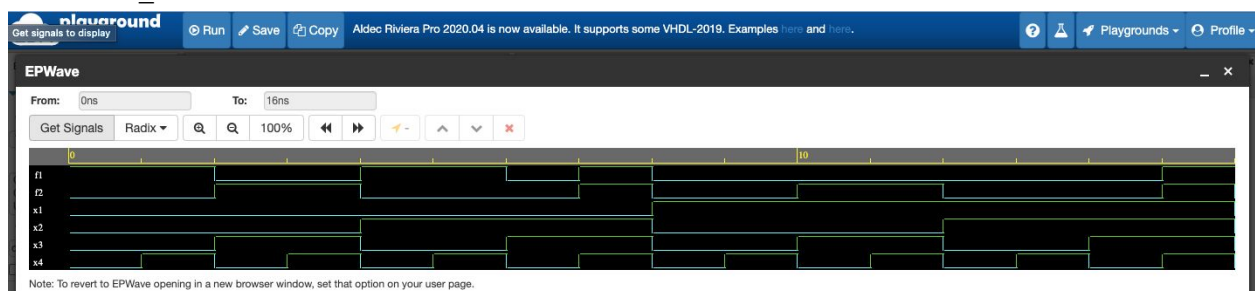 playground
Get signals to display
Run Save Copy Aldec Riviera Pro 2020.04 is now available. It supports some VHDL-2019. Examples here and here. Playgrounds Profile
EPWave
From: 0ns To: 16ns
Get Signals Radix 100%
0 10
f1
f2
x1
x2
x3
x4
Note: To revert to EPWave opening in a new browser window, set that option on your user page.